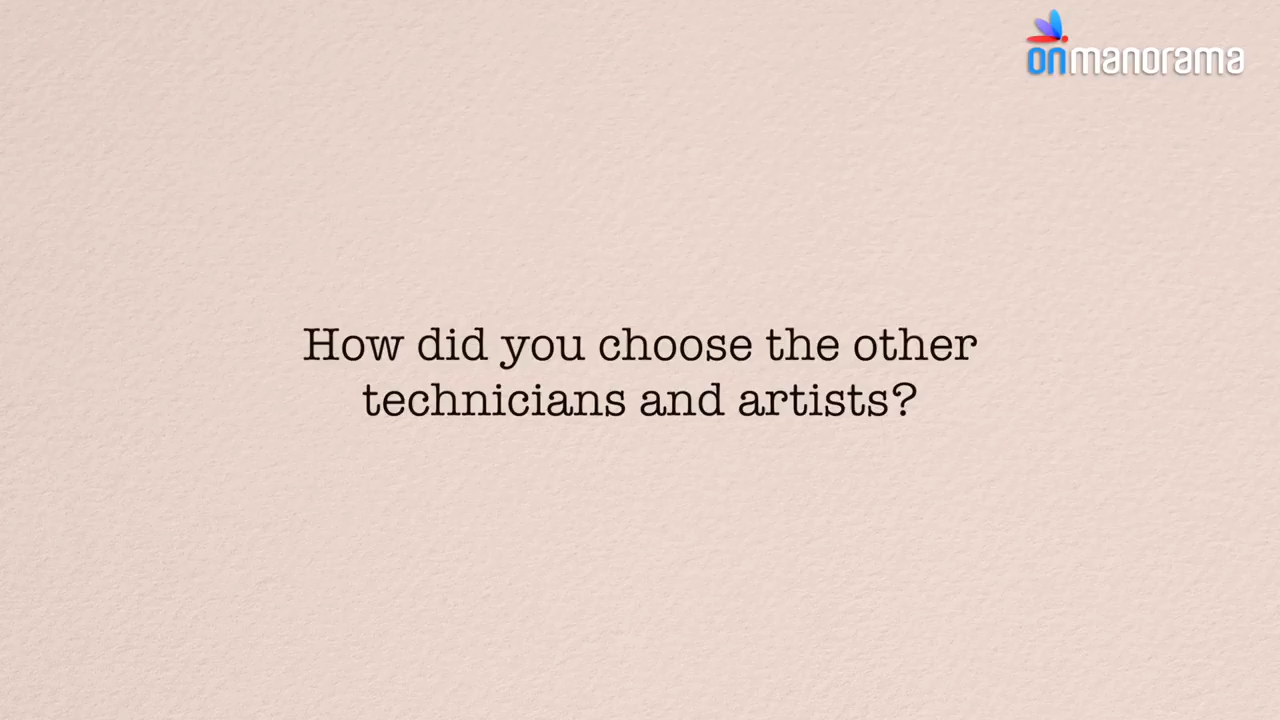 onmanorama
How did you choose the other
technicians and artists?